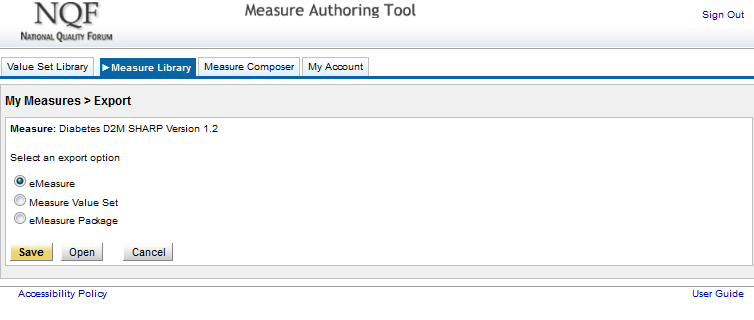 NQF
NATIONAL QUALITY FORUM
Measure Authoring Tool
Sign Out
Value Set Library
Measure Library
Measure Composer
My Account
My Measures > Export
Measure: Diabetes D2M SHARP Version 1.2
Select an export option
eMeasure
Measure Value Set
eMeasure Package
Save Open Cancel
Accessibility Policy
User Guide